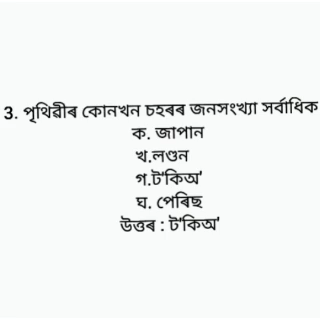 3. পৃথিৱীৰ কোনখন চহৰৰ জনসংখ্যা সৰ্বাধিক
ক. জাপান
খ.লণ্ডন
গ.ট'কিঅ'
ঘ. পেৰিছ
উত্তৰ : ট'কিঅ'